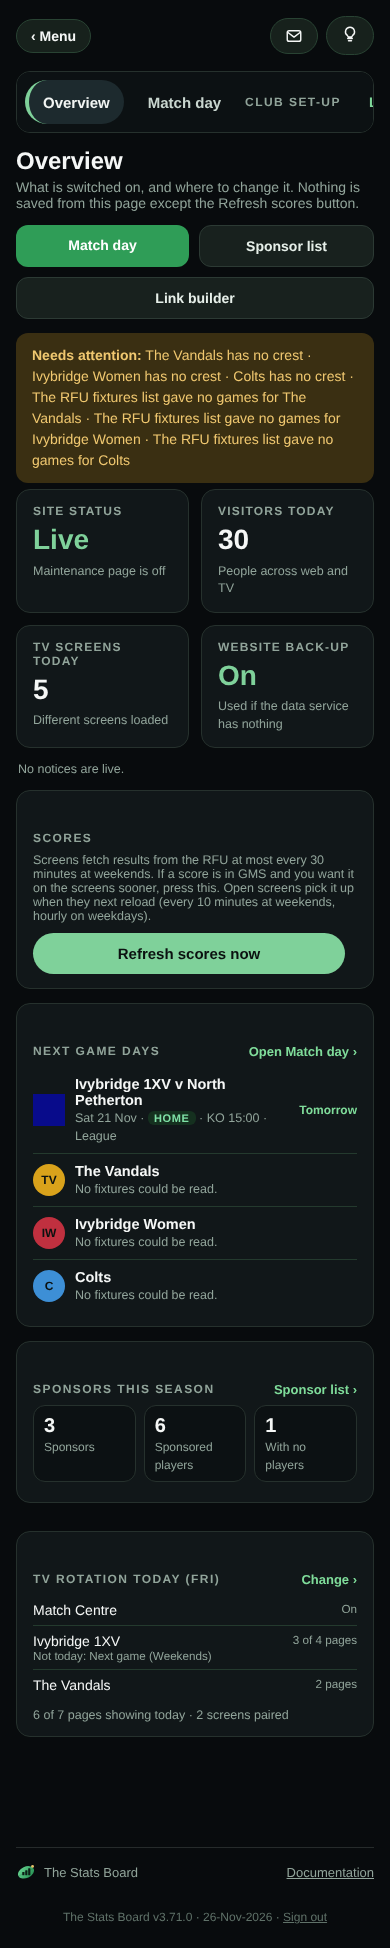 ‹ Menu
Overview
Match day
CLUB SET-UP
Overview
What is switched on, and where to change it. Nothing is
saved from this page except the Refresh scores button.
Match day
Sponsor list
Link builder
Needs attention: The Vandals has no crest ·
Ivybridge Women has no crest · Colts has no crest ·
The RFU fixtures list gave no games for The
Vandals · The RFU fixtures list gave no games for
Ivybridge Women · The RFU fixtures list gave no
games for Colts
SITE STATUS
Live
Maintenance page is off
VISITORS TODAY
30
People across web and
TV
TV SCREENS
TODAY
5
Different screens loaded
WEBSITE BACK-UP
On
Used if the data service
has nothing
No notices are live.
SCORES
Screens fetch results from the RFU at most every 30
minutes at weekends. If a score is in GMS and you want it
on the screens sooner, press this. Open screens pick it up
when they next reload (every 10 minutes at weekends,
hourly on weekdays).
Refresh scores now
NEXT GAME DAYS
Open Match day ›
Ivybridge 1XV v North
Petherton
Sat 21 Nov · HOME · KO 15:00 ·
League
Tomorrow
TV
The Vandals
No fixtures could be read.
IW
Ivybridge Women
No fixtures could be read.
C
Colts
No fixtures could be read.
SPONSORS THIS SEASON
Sponsor list ›
3
Sponsors
6
Sponsored
players
1
With no
players
TV ROTATION TODAY (FRI)
Change ›
Match Centre
On
Ivybridge 1XV
3 of 4 pages
Not today: Next game (Weekends)
The Vandals
2 pages
6 of 7 pages showing today · 2 screens paired
The Stats Board
Documentation
The Stats Board v3.71.0 · 26-Nov-2026 · Sign out